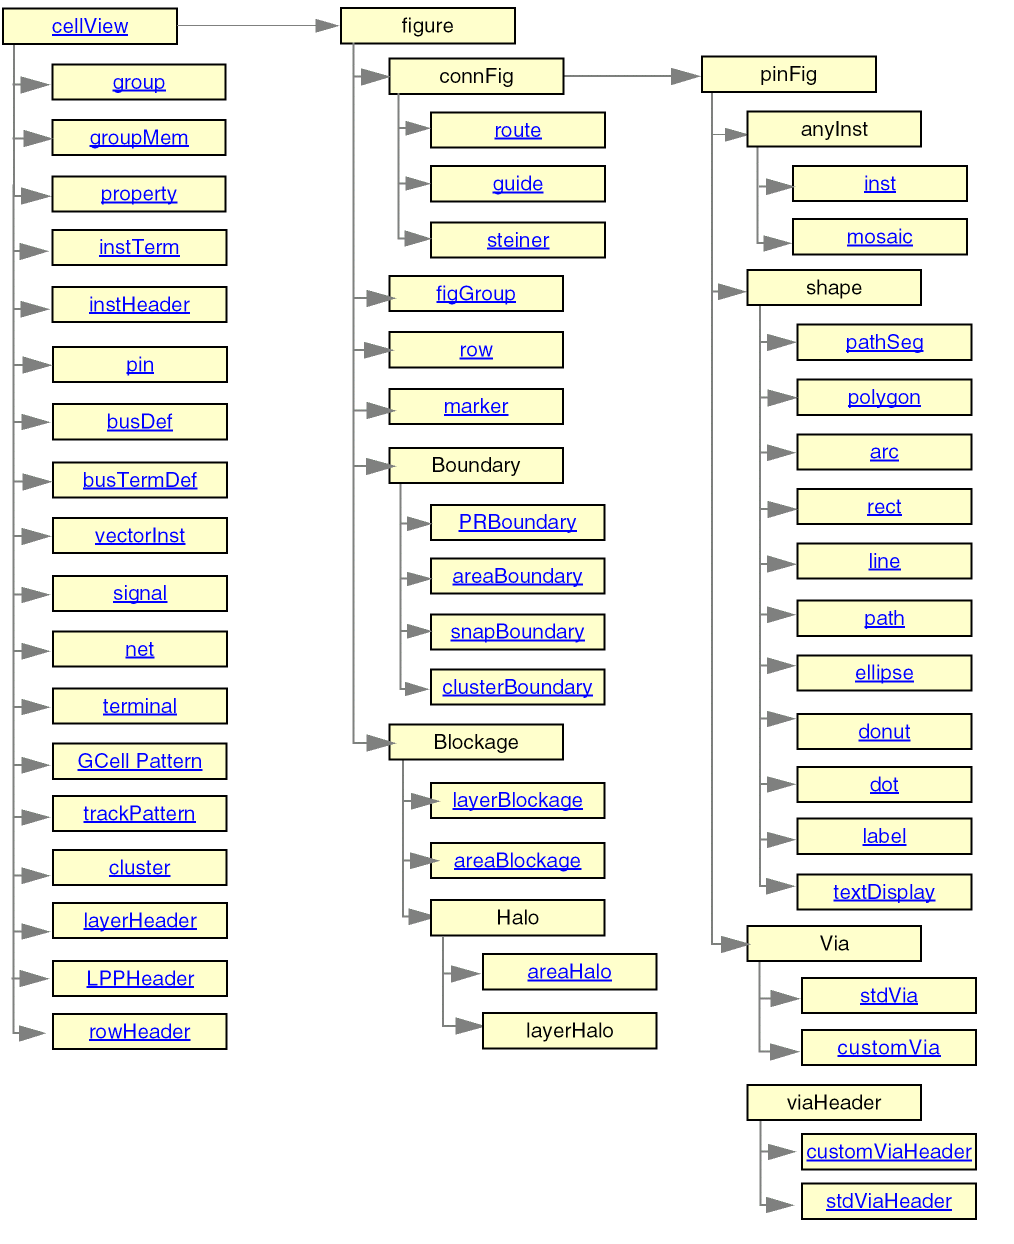 cellView
group
groupMem
property
instTerm
instHeader
pin
busDef
busTermDef
vectorInst
signal
net
terminal
GCell Pattern
trackPattern
cluster
layerHeader
LPPHeader
rowHeader
figure
connFig
route
guide
steiner
figGroup
row
marker
Boundary
PRBoundary
areaBoundary
snapBoundary
clusterBoundary
Blockage
layerBlockage
areaBlockage
Halo
areaHalo
layerHalo
pinFig
anyInst
inst
mosaic
shape
pathSeg
polygon
arc
rect
line
path
ellipse
donut
dot
label
textDisplay
Via
stdVia
customVia
viaHeader
customViaHeader
stdViaHeader